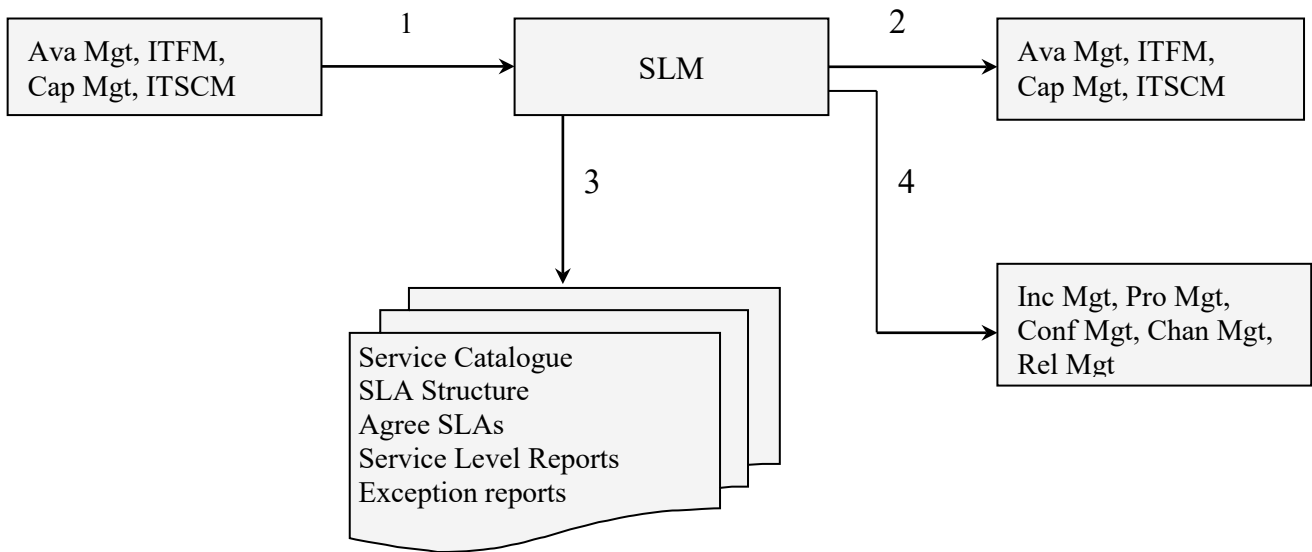 1
2
Ava Mgt, ITFM,
Cap Mgt, ITSCM
SLM
Ava Mgt, ITFM,
Cap Mgt, ITSCM
3
4
Inc Mgt, Pro Mgt,
Conf Mgt, Chan Mgt,
Rel Mgt
Service Catalogue
SLA Structure
Agree SLAs
Service Level Reports
Exception reports